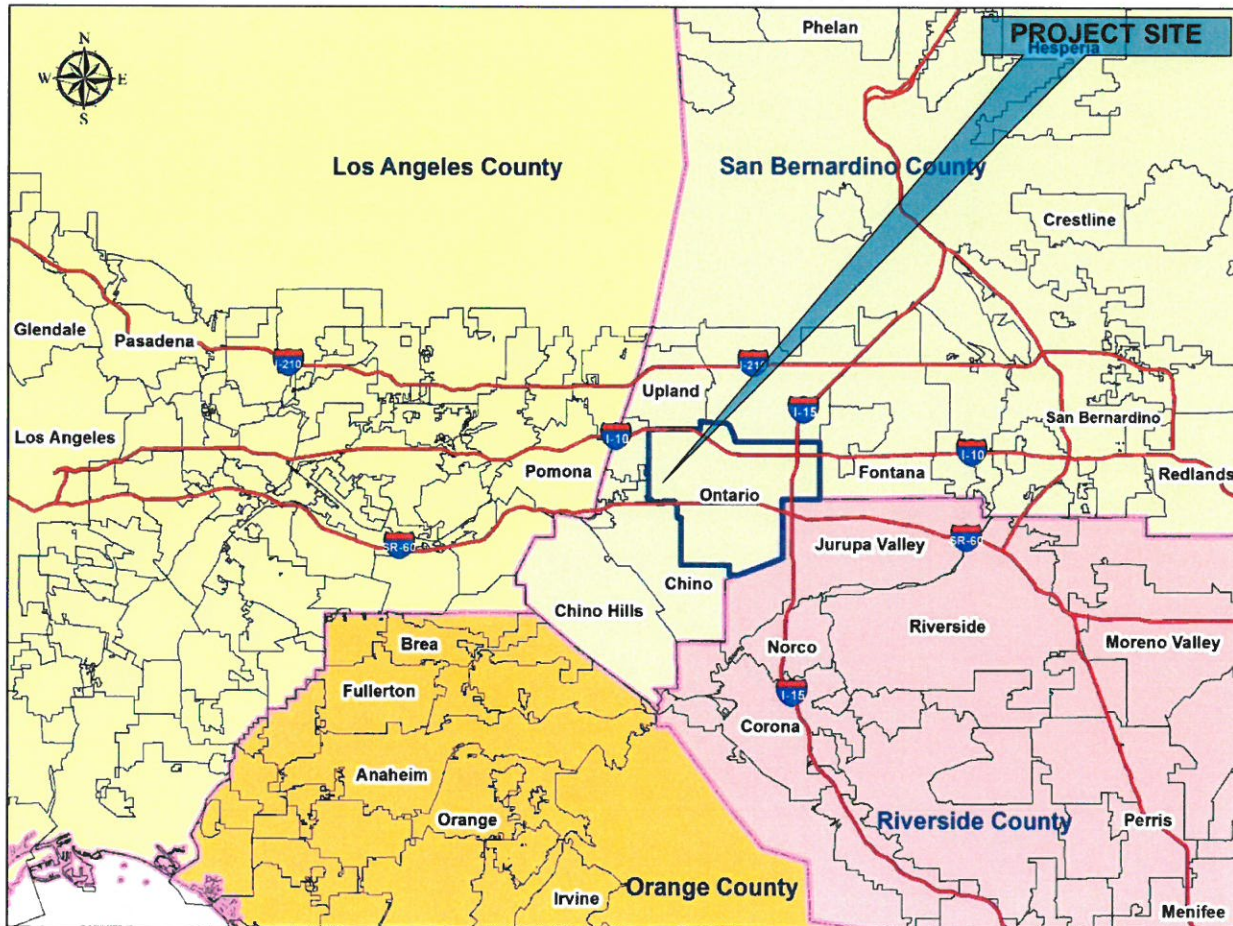 PROJECT SITE
Phelan
Hesperia
N
W
E
S
Los Angeles County
San Bernardino County
Crestline
Glendale
Pasadena
I-210
I-210
Upland
I-15
San Bernardino
Los Angeles
I-10
Pomona
Fontana
I-10
Redlands
Ontario
SR-60
Jurupa Valley
SR-60
Chino
Chino Hills
Riverside
Brea
Norco
Moreno Valley
Fullerton
I-15
Corona
Anaheim
Orange
Riverside County
Perris
Orange County
Irvine
Menifee